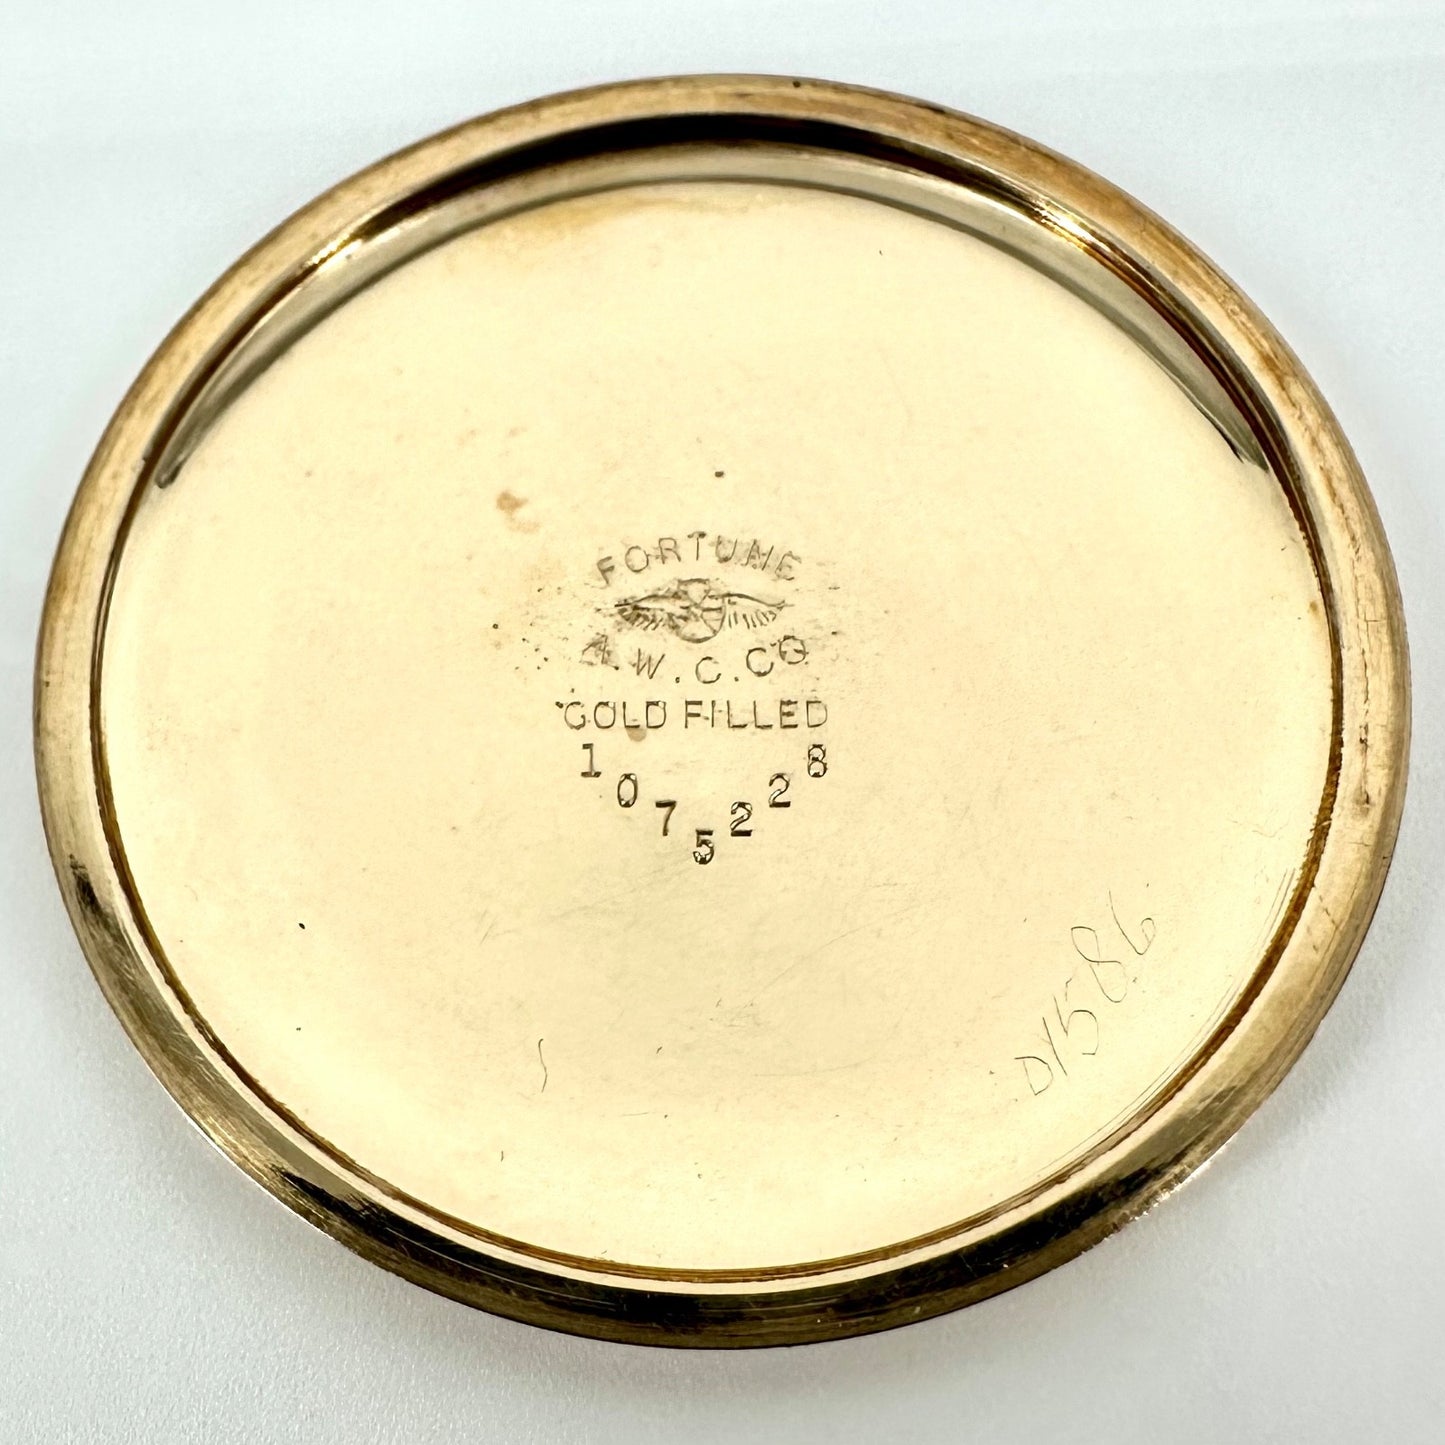 FORTUNE
A.W.C.CO
GOLD FILLED
1075228
D1586